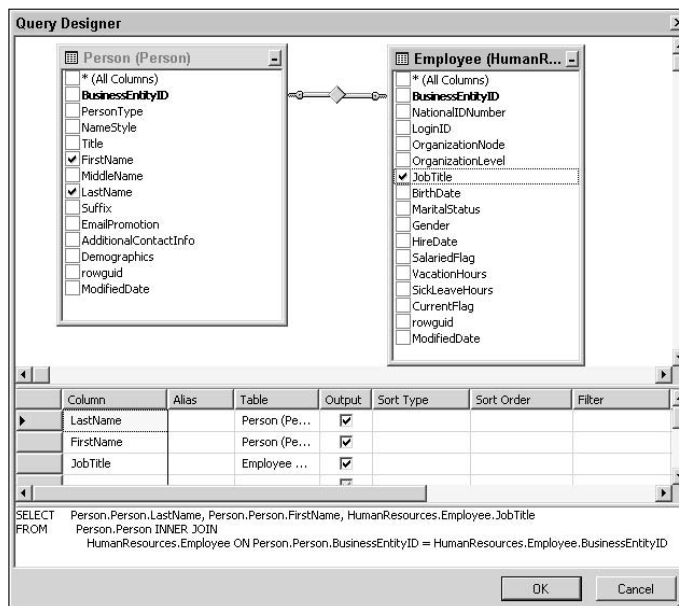 Query Designer
Person (Person)
* (All Columns)
BusinessEntityID
PersonType
NameStyle
Title
FirstName
MiddleName
LastName
Suffix
EmailPromotion
AdditionalContactInfo
Demographics
rowguid
ModifiedDate
Employee (HumanR...
* (All Columns)
BusinessEntityID
NationalIDNumber
LoginID
OrganizationNode
OrganizationLevel
JobTitle
BirthDate
MaritalStatus
Gender
HireDate
SalariedFlag
VacationHours
SickLeaveHours
CurrentFlag
rowguid
ModifiedDate
Column Alias Table Output Sort Type Sort Order Filter
LastName Person (Pe...
FirstName Person (Pe...
JobTitle Employee ...
SELECT Person.Person.LastName, Person.Person.FirstName, HumanResources.Employee.JobTitle
FROM Person.Person INNER JOIN
HumanResources.Employee ON Person.Person.BusinessEntityID = HumanResources.Employee.BusinessEntityID
OK Cancel